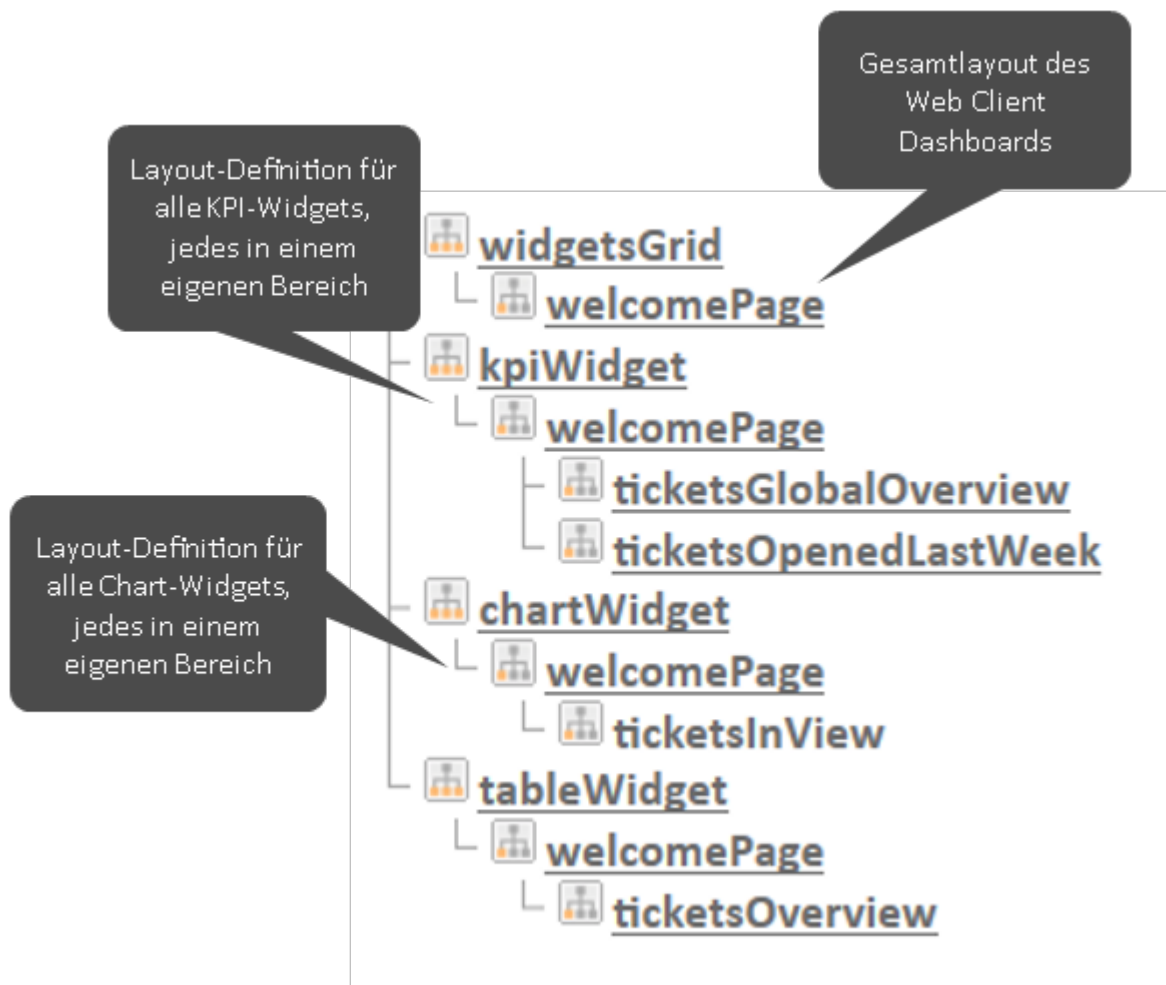 Gesamtlayout des
Web Client
Dashboards
Layout-Definition für
alle KPI-Widgets,
jedes in einem
eigenen Bereich
widgetsGrid
welcomePage
kpiWidget
welcomePage
ticketsGlobalOverview
ticketsOpenedLastWeek
Layout-Definition für
alle Chart-Widgets,
jedes in einem
eigenen Bereich
chartWidget
welcomePage
ticketsInView
tableWidget
welcomePage
ticketsOverview